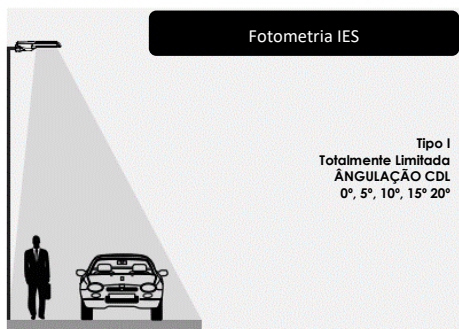 Fotometria IES
Tipo I
Totalmente Limitada
ÂNGULAÇÃO CDL
0º, 5º, 10º, 15º 20º